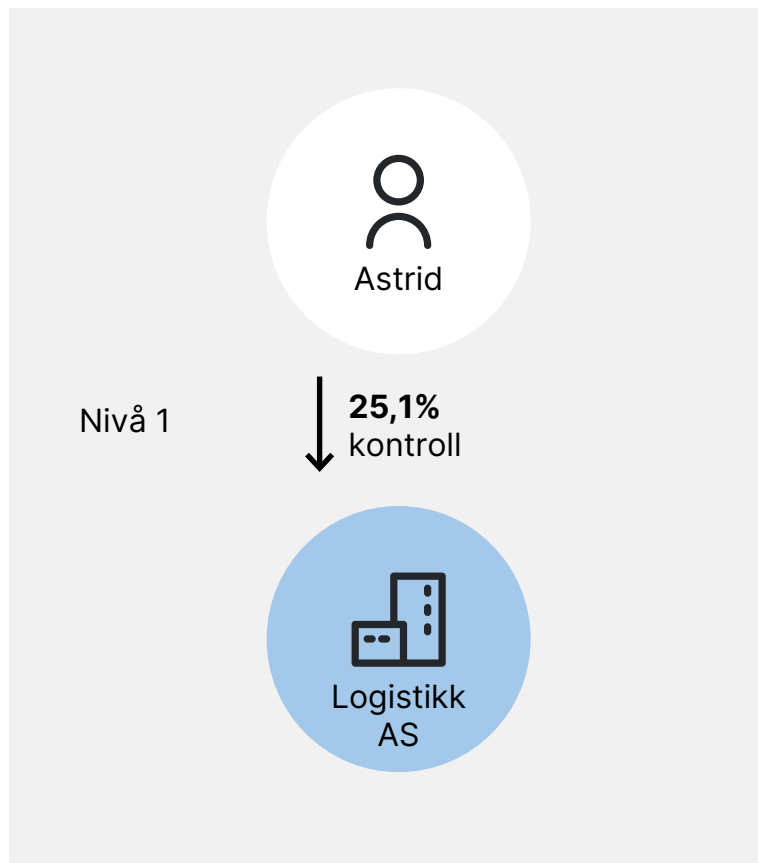 Astrid
Nivå 1
25,1%
kontroll
Logistikk
AS